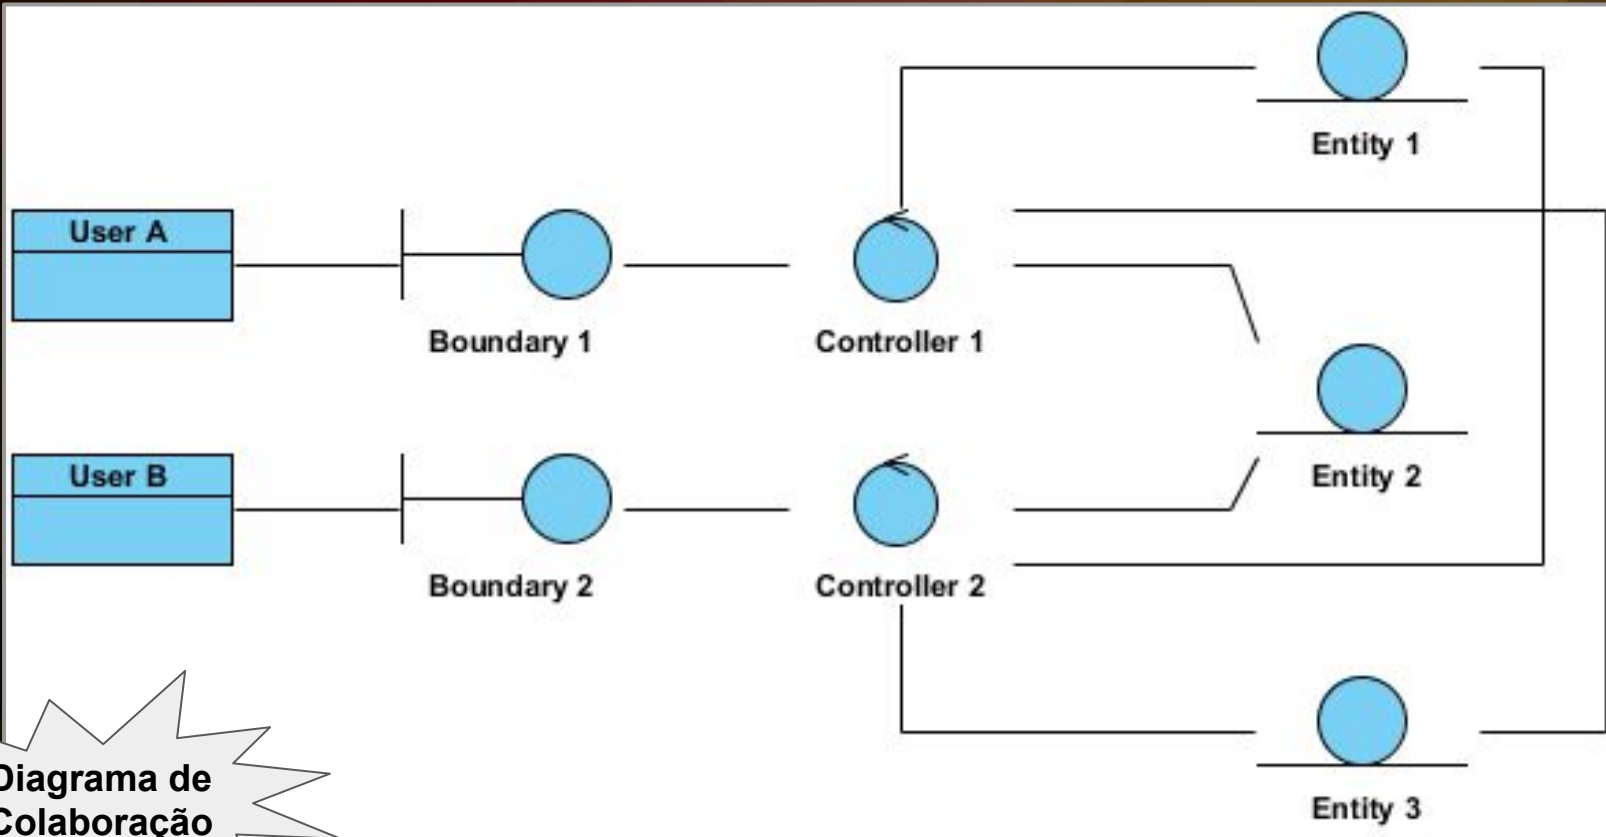 Entity 1
User A
Boundary 1
Controller 1
Entity 2
User B
Boundary 2
Controller 2
Entity 3
Diagrama de
Colaboração